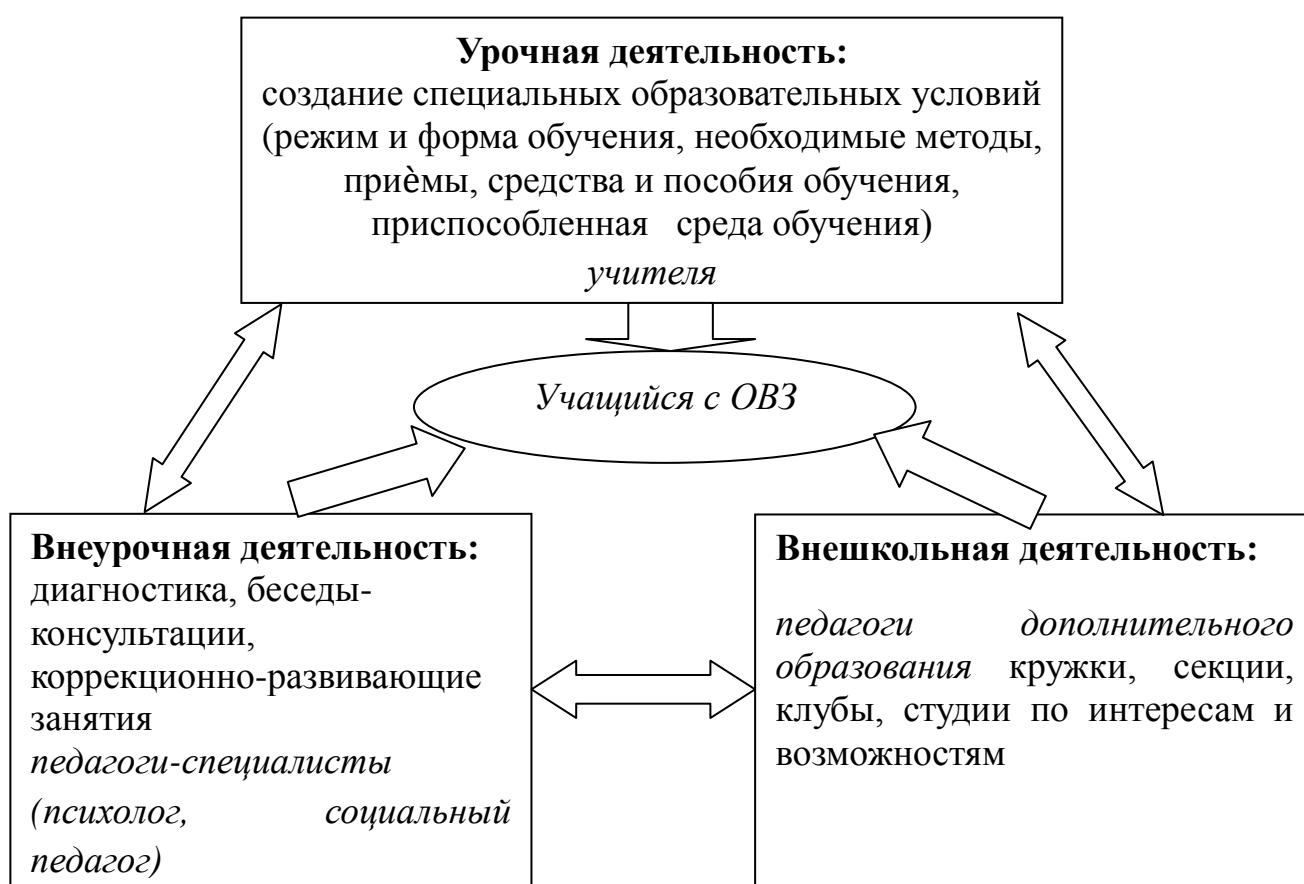 Урочная деятельность:
создание специальных образовательных условий
(режим и форма обучения, необходимые методы,
приѐмы, средства и пособия обучения,
приспособленная среда обучения)
учителя
Учащийся с ОВЗ
Внеурочная деятельность:
диагностика, беседы-
консультации,
коррекционно-развивающие
занятия
педагоги-специалисты
(психолог, социальный
педагог)
Внешкольная деятельность:
педагоги дополнительного
образования кружки, секции,
клубы, студии по интересам и
возможностям